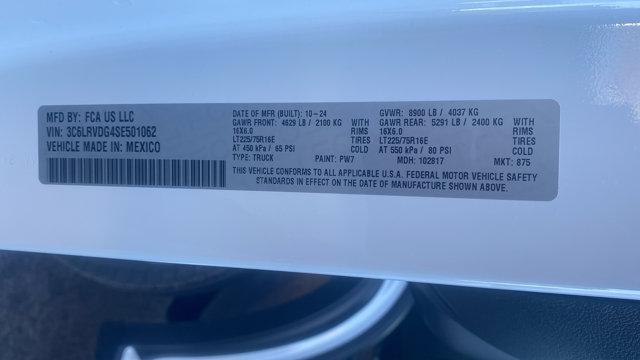 MFD BY: FCA US LLC
VIN: 3C6LRVDG4SE501062
VEHICLE MADE IN: MEXICO
DATE OF MFR (BUILT): 10-24 GVWR: 8900 LB / 4037 KG
GAWR FRONT: 4629 LB / 2100 KG WITH GAWR REAR: 5291 LB / 2400 KG WITH
16X6.0 RIMS 16X6.0 RIMS
LT225/75R16E TIRES LT225/75R16E TIRES
AT 450 kPa / 65 PSI COLD AT 550 kPa / 80 PSI COLD
TYPE: TRUCK PAINT: PW7 MDH: 102817 MKT: 875
THIS VEHICLE CONFORMS TO ALL APPLICABLE U.S.A. FEDERAL MOTOR VEHICLE SAFETY
STANDARDS IN EFFECT ON THE DATE OF MANUFACTURE SHOWN ABOVE.